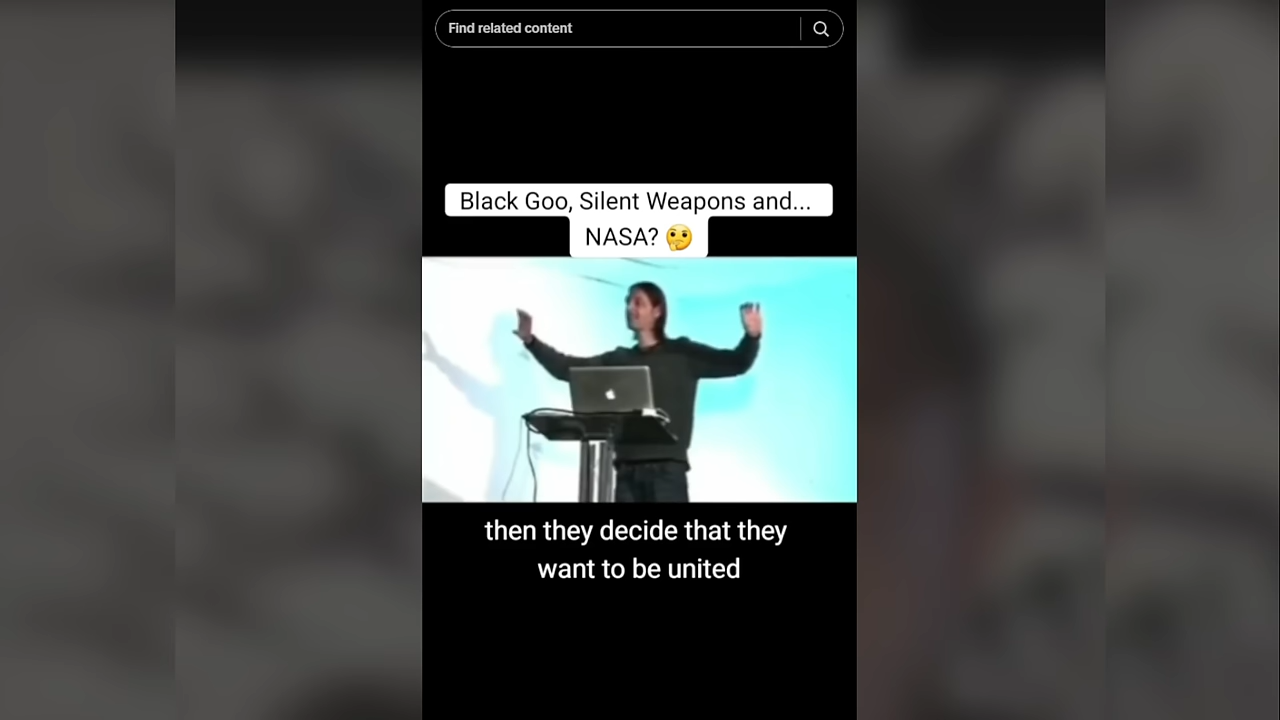 Find related content
Black Goo, Silent Weapons and...
NASA? 🤔
then they decide that they
want to be united